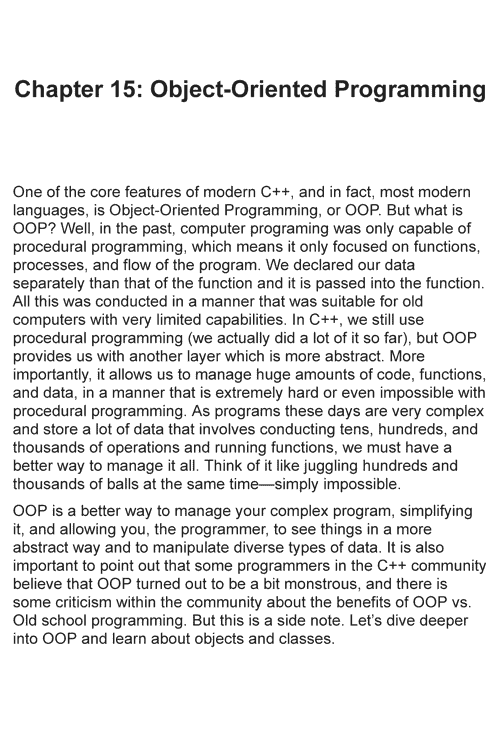 Chapter 15: Object-Oriented Programming
One of the core features of modern C++, and in fact, most modern
languages, is Object-Oriented Programming, or OOP. But what is
OOP? Well, in the past, computer programing was only capable of
procedural programming, which means it only focused on functions,
processes, and flow of the program. We declared our data
separately than that of the function and it is passed into the function.
All this was conducted in a manner that was suitable for old
computers with very limited capabilities. In C++, we still use
procedural programming (we actually did a lot of it so far), but OOP
provides us with another layer which is more abstract. More
importantly, it allows us to manage huge amounts of code, functions,
and data, in a manner that is extremely hard or even impossible with
procedural programming. As programs these days are very complex
and store a lot of data that involves conducting tens, hundreds, and
thousands of operations and running functions, we must have a
better way to manage it all. Think of it like juggling hundreds and
thousands of balls at the same time—simply impossible.
OOP is a better way to manage your complex program, simplifying
it, and allowing you, the programmer, to see things in a more
abstract way and to manipulate diverse types of data. It is also
important to point out that some programmers in the C++ community
believe that OOP turned out to be a bit monstrous, and there is
some criticism within the community about the benefits of OOP vs.
Old school programming. But this is a side note. Let's dive deeper
into OOP and learn about objects and classes.